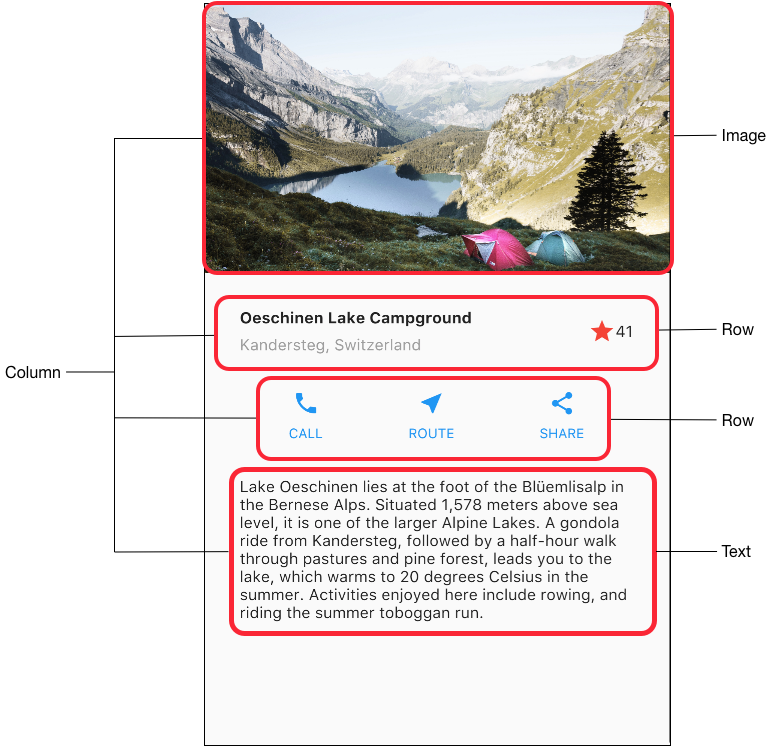 Image
Oeschinen Lake Campground
Kandersteg, Switzerland
41
Row
Column
CALL
ROUTE
SHARE
Row
Lake Oeschinen lies at the foot of the Blüemlisalp in
the Bernese Alps. Situated 1,578 meters above sea
level, it is one of the larger Alpine Lakes. A gondola
ride from Kandersteg, followed by a half-hour walk
through pastures and pine forest, leads you to the
lake, which warms to 20 degrees Celsius in the
summer. Activities enjoyed here include rowing, and
riding the summer toboggan run.
Text